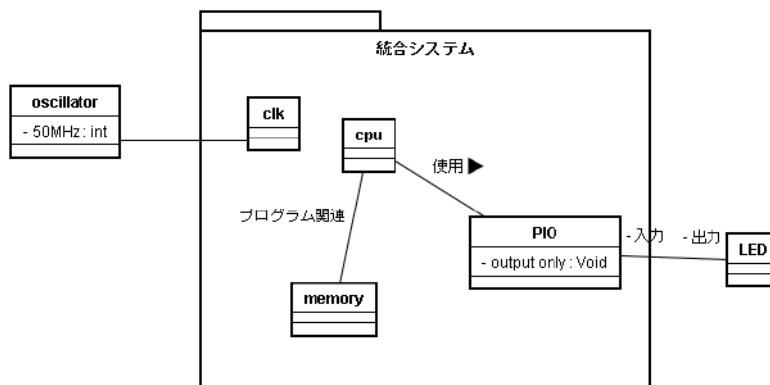 統合システム
oscillator
- 50MHz : int
clk
cpu
使用▶
プログラム関連
PIO
- output only : Void
- 入力
- 出力
LED
memory